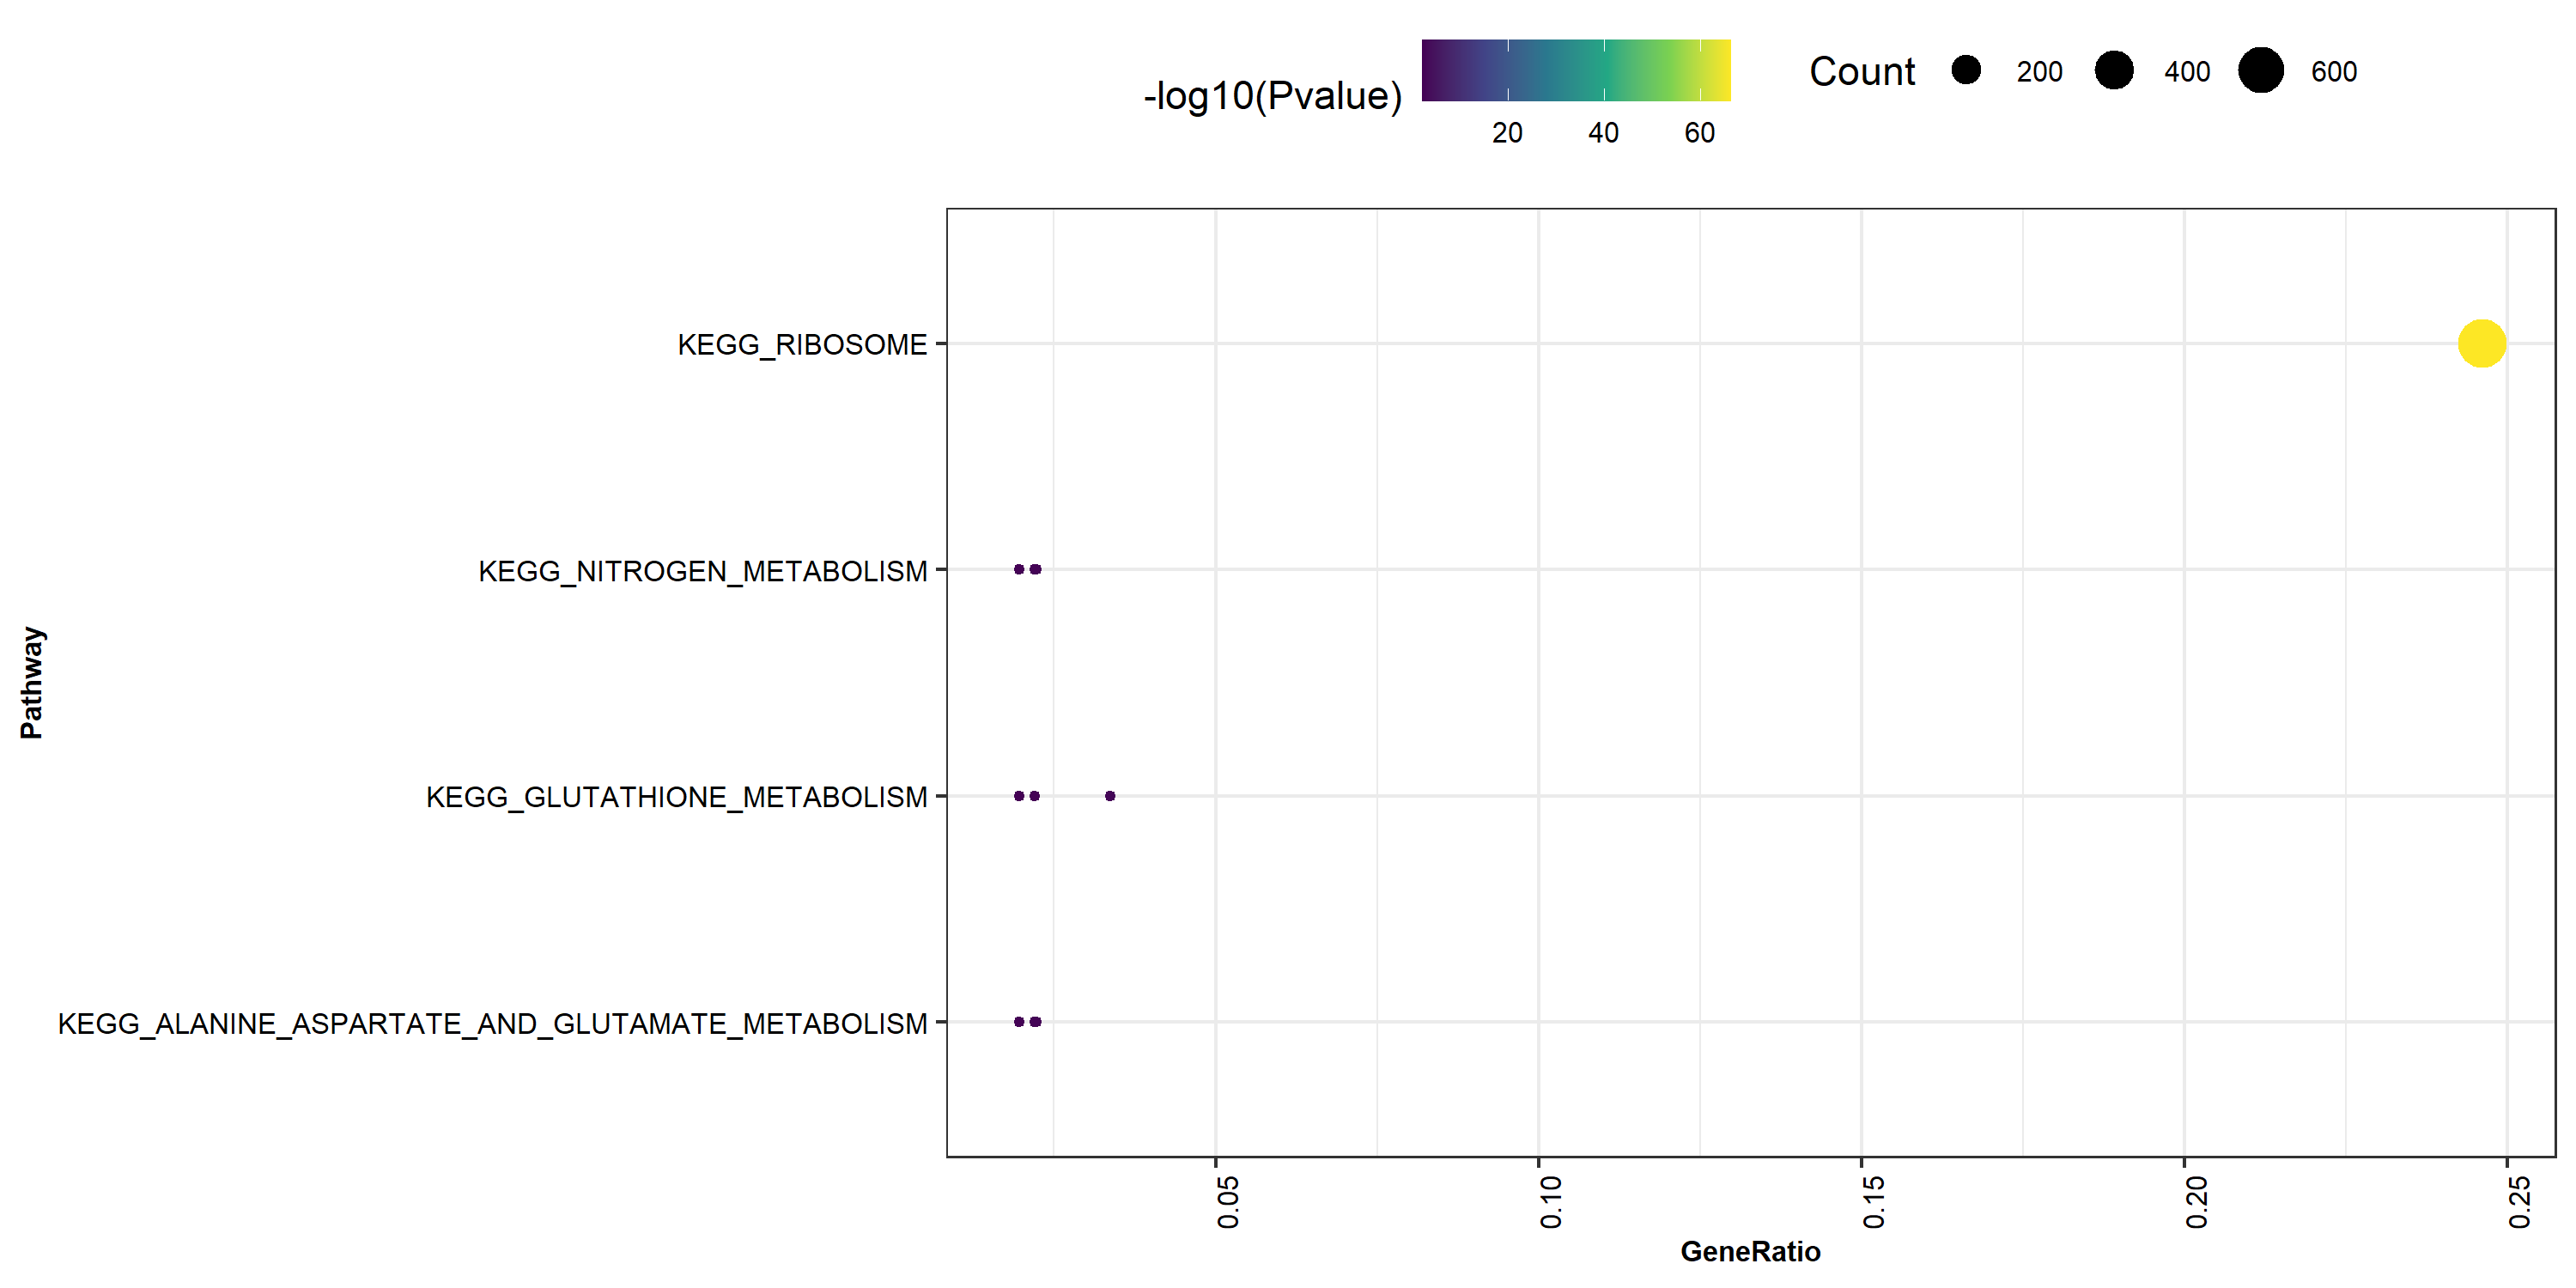 -log10(Pvalue)
20 40 60
Count 200 400 600
Pathway
KEGG_RIBOSOME
KEGG_NITROGEN_METABOLISM
KEGG_GLUTATHIONE_METABOLISM
KEGG_ALANINE_ASPARTATE_AND_GLUTAMATE_METABOLISM
0.05 0.10 0.15 0.20 0.25
GeneRatio